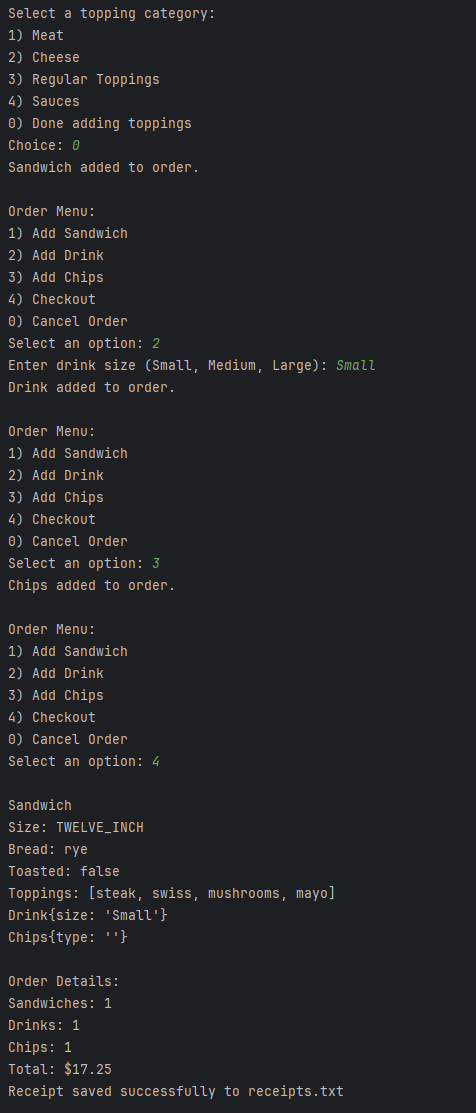 Select a topping category:
1) Meat
2) Cheese
3) Regular Toppings
4) Sauces
0) Done adding toppings
Choice: 0
Sandwich added to order.

Order Menu:
1) Add Sandwich
2) Add Drink
3) Add Chips
4) Checkout
0) Cancel Order
Select an option: 2
Enter drink size (Small, Medium, Large): Small
Drink added to order.

Order Menu:
1) Add Sandwich
2) Add Drink
3) Add Chips
4) Checkout
0) Cancel Order
Select an option: 3
Chips added to order.

Order Menu:
1) Add Sandwich
2) Add Drink
3) Add Chips
4) Checkout
0) Cancel Order
Select an option: 4

Sandwich
Size: TWELVE_INCH
Bread: rye
Toasted: false
Toppings: [steak, swiss, mushrooms, mayo]
Drink{size: 'Small'}
Chips{type: ''}

Order Details:
Sandwiches: 1
Drinks: 1
Chips: 1
Total: $17.25
Receipt saved successfully to receipts.txt